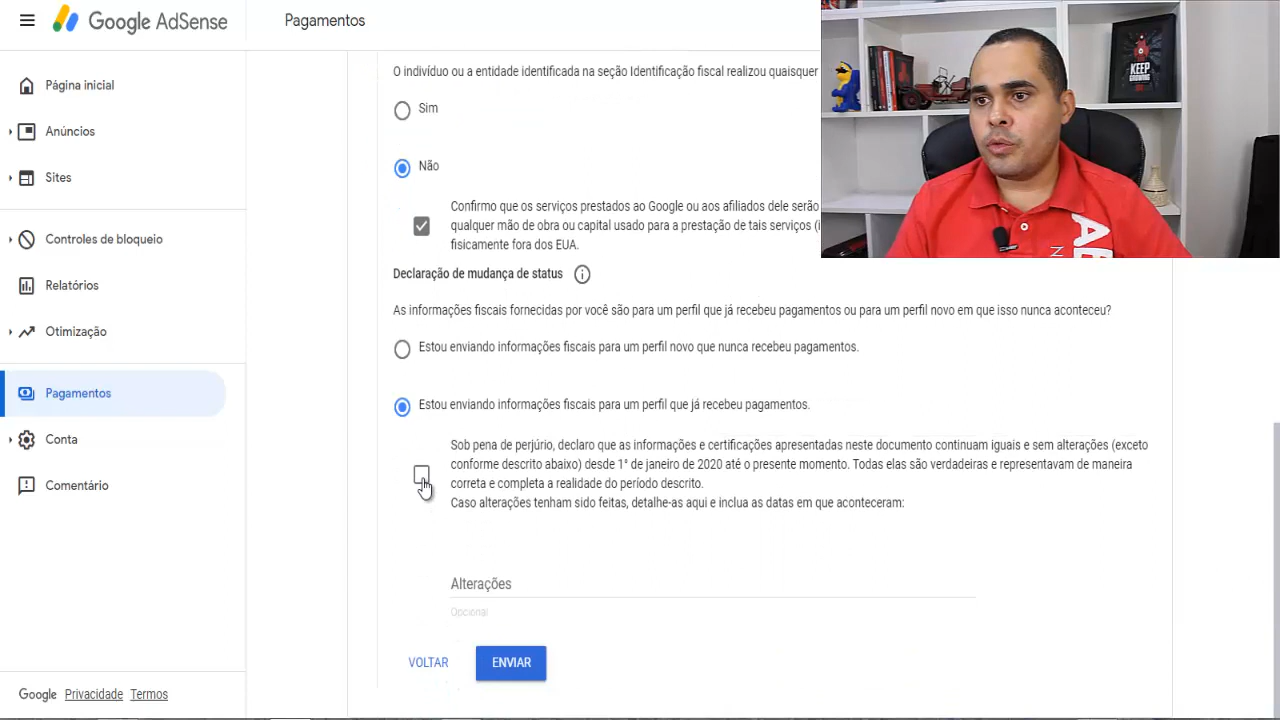 Google AdSense
Pagamentos
Página inicial
Anúncios
Sites
Controles de bloqueio
Relatórios
Otimização
Pagamentos
Conta
Comentário
Google Privacidade Termos
O indivíduo ou a entidade identificada na seção Identificação fiscal realizou quaisquer
Sim
Não
Confirmo que os serviços prestados ao Google ou aos afiliados dele serão
qualquer mão de obra ou capital usado para a prestação de tais serviços (i
fisicamente fora dos EUA.
Declaração de mudança de status
As informações fiscais fornecidas por você são para um perfil que já recebeu pagamentos ou para um perfil novo em que isso nunca aconteceu?
Estou enviando informações fiscais para um perfil novo que nunca recebeu pagamentos.
Estou enviando informações fiscais para um perfil que já recebeu pagamentos.
Sob pena de perjúrio, declaro que as informações e certificações apresentadas neste documento continuam iguais e sem alterações (exceto
conforme descrito abaixo) desde 1° de janeiro de 2020 até o presente momento. Todas elas são verdadeiras e representavam de maneira
correta e completa a realidade do período descrito.
Caso alterações tenham sido feitas, detalhe-as aqui e inclua as datas em que aconteceram:
Alterações
Opcional
VOLTAR
ENVIAR
KEEP
GROWING